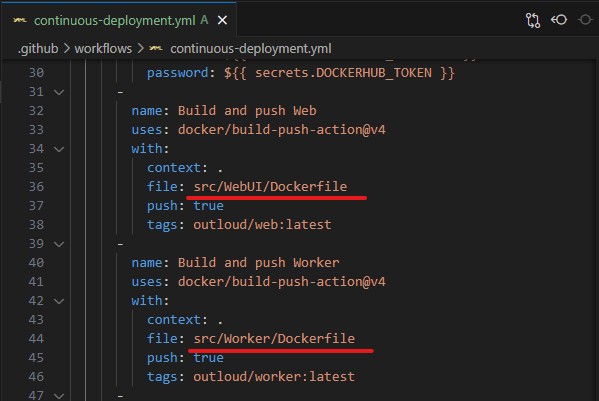 continuous-deployment.yml A
.github > workflows > continuous-deployment.yml
30 password: ${{ secrets.DOCKERHUB_TOKEN }}
31 -
32 name: Build and push Web
33 uses: docker/build-push-action@v4
34 with:
35 context: .
36 file: src/WebUI/Dockerfile
37 push: true
38 tags: outloud/web:latest
39 -
40 name: Build and push Worker
41 uses: docker/build-push-action@v4
42 with:
43 context: .
44 file: src/Worker/Dockerfile
45 push: true
46 tags: outloud/worker:latest
47 -